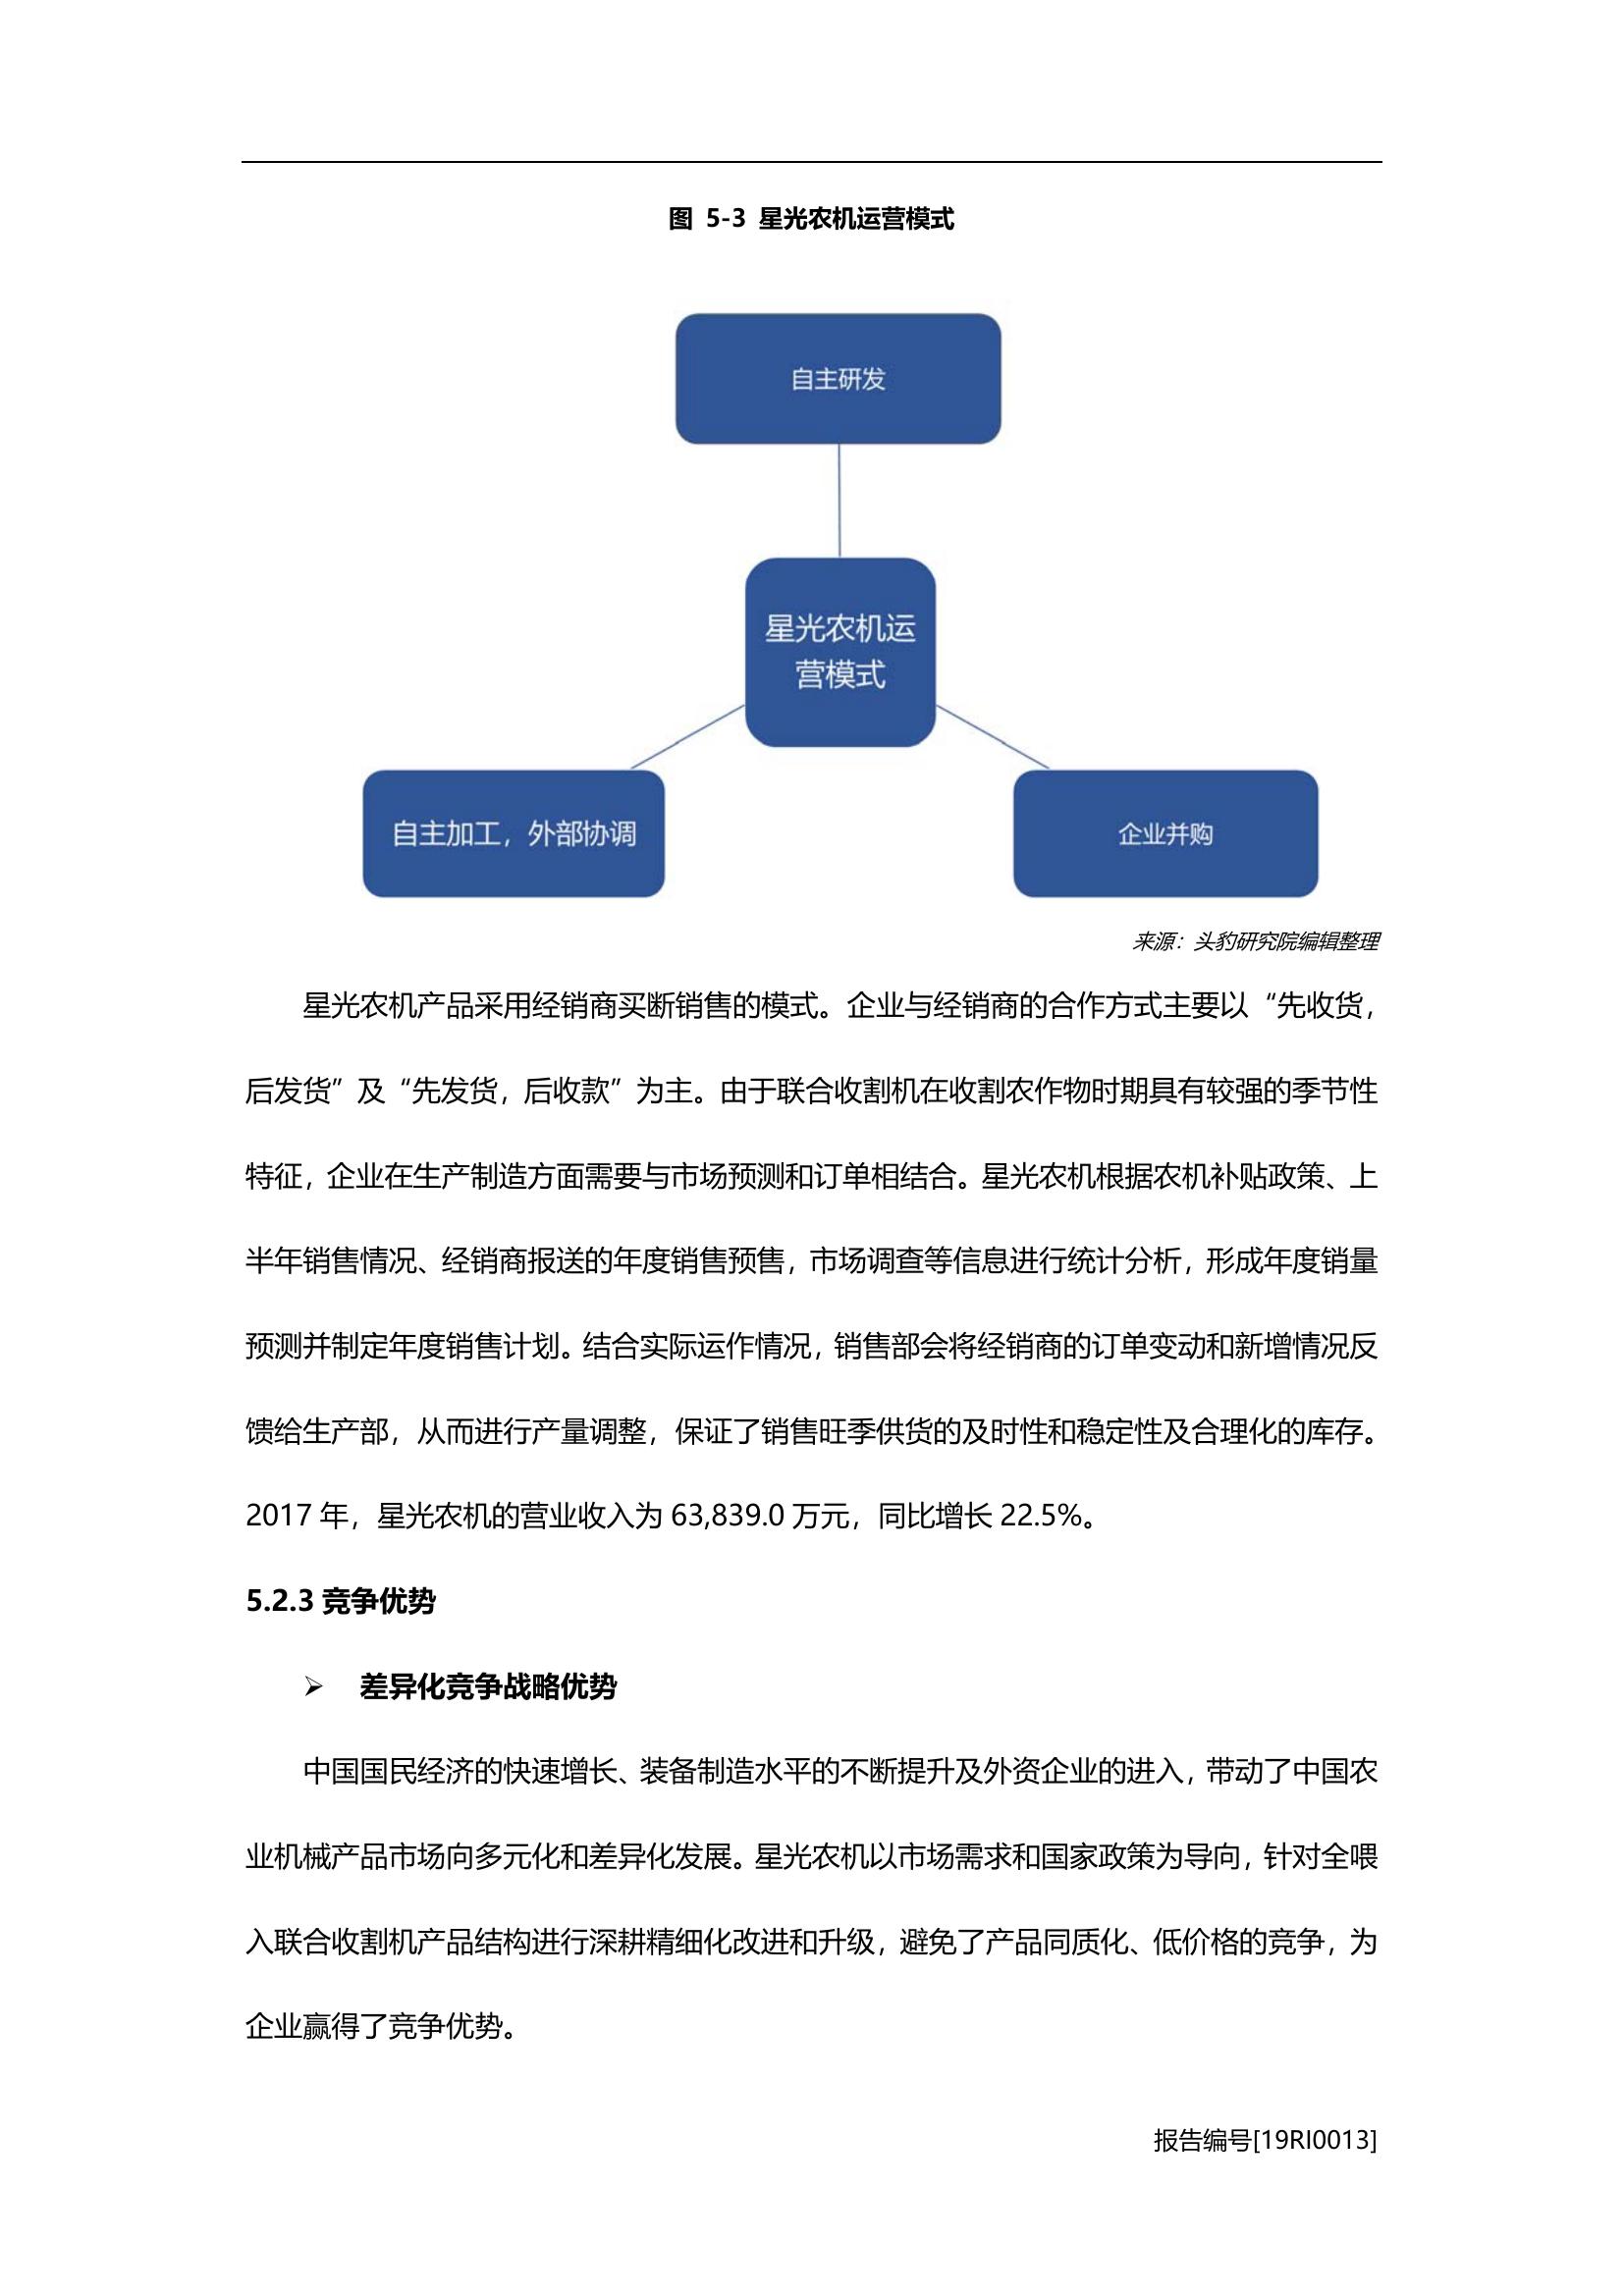 图 5-3 星光农机运营模式
自主研发
星光农机运
营模式
自主加工，外部协调
企业并购
来源：头豹研究院编辑整理
星光农机产品采用经销商买断销售的模式。企业与经销商的合作方式主要以“先收货，
后发货”及“先发货，后收款”为主。由于联合收割机在收割农作物时期具有较强的季节性
特征，企业在生产制造方面需要与市场预测和订单相结合。星光农机根据农机补贴政策、上
半年销售情况、经销商报送的年度销售预售，市场调查等信息进行统计分析，形成年度销量
预测并制定年度销售计划。结合实际运作情况，销售部会将经销商的订单变动和新增情况反
馈给生产部，从而进行产量调整，保证了销售旺季供货的及时性和稳定性及合理化的库存。
2017 年，星光农机的营业收入为 63,839.0 万元，同比增长 22.5%。
5.2.3 竞争优势
➢ 差异化竞争战略优势
中国国民经济的快速增长、装备制造水平的不断提升及外资企业的进入，带动了中国农
业机械产品市场向多元化和差异化发展。星光农机以市场需求和国家政策为导向，针对全喂
入联合收割机产品结构进行深耕精细化改进和升级，避免了产品同质化、低价格的竞争，为
企业赢得了竞争优势。
报告编号[19RI0013]